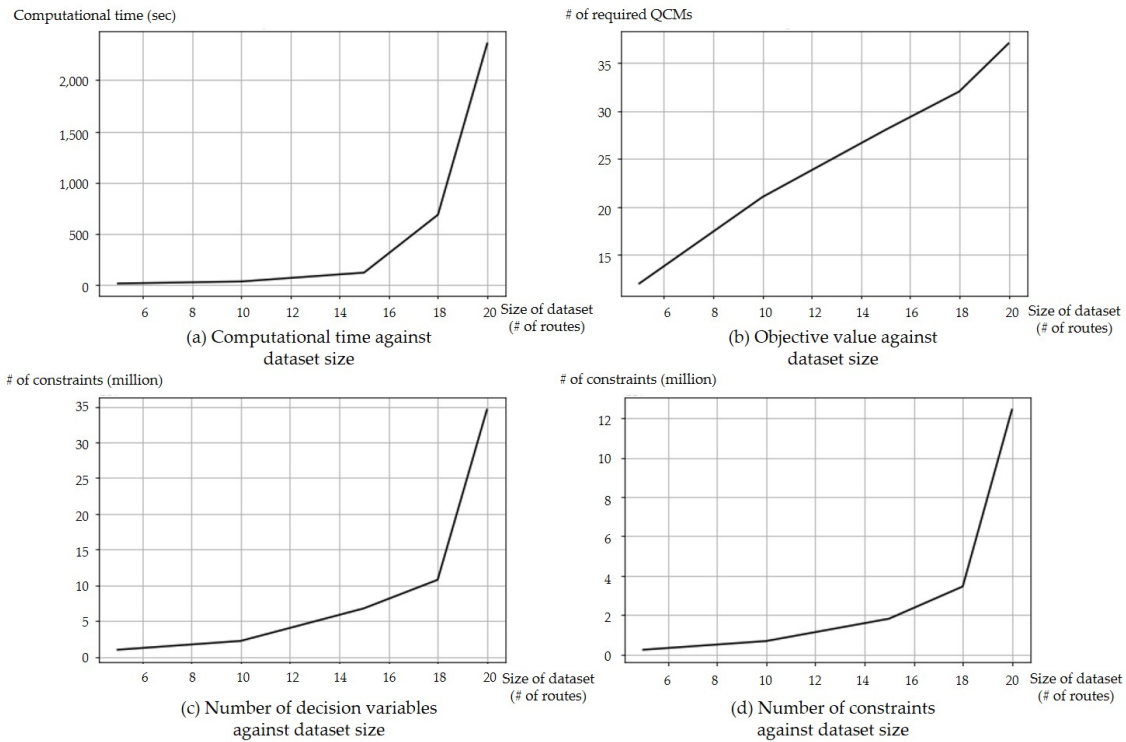 Computational time (sec)
2,000
1,500
1,000
500
0
6 8 10 12 14 16 18 20
Size of dataset
(# of routes)
(a) Computational time against
dataset size
# of required QCMs
35
30
25
20
15
6 8 10 12 14 16 18 20
Size of dataset
(# of routes)
(b) Objective value against
dataset size
# of constraints (million)
35
30
25
20
15
10
5
0
6 8 10 12 14 16 18 20
Size of dataset
(# of routes)
(c) Number of decision variables
against dataset size
# of constraints (million)
12
10
8
6
4
2
0
6 8 10 12 14 16 18 20
Size of dataset
(# of routes)
(d) Number of constraints
against dataset size